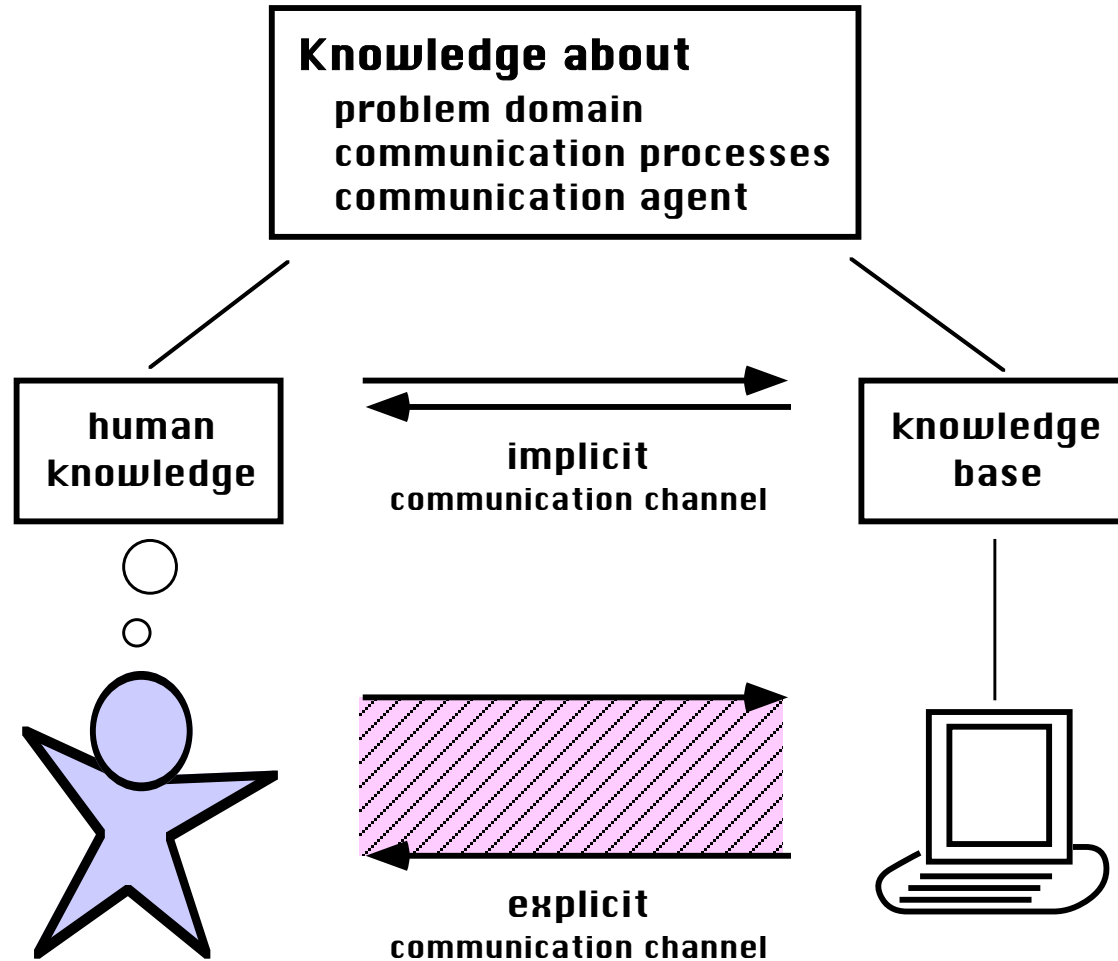 Knowledge about
problem domain
communication processes
communication agent
human
knowledge
implicit
communication channel
knowledge
base
explicit
communication channel